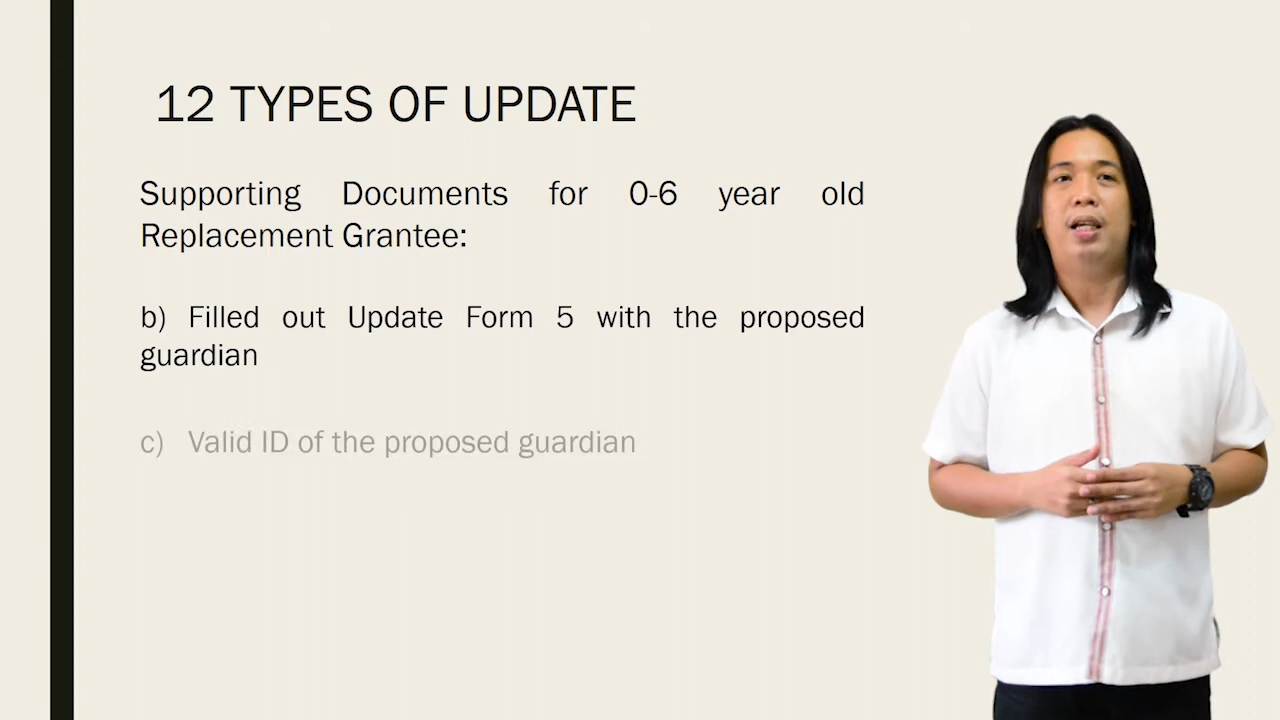 12 TYPES OF UPDATE
Supporting Documents for 0-6 year old
Replacement Grantee:
b) Filled out Update Form 5 with the proposed
guardian
c) Valid ID of the proposed guardian